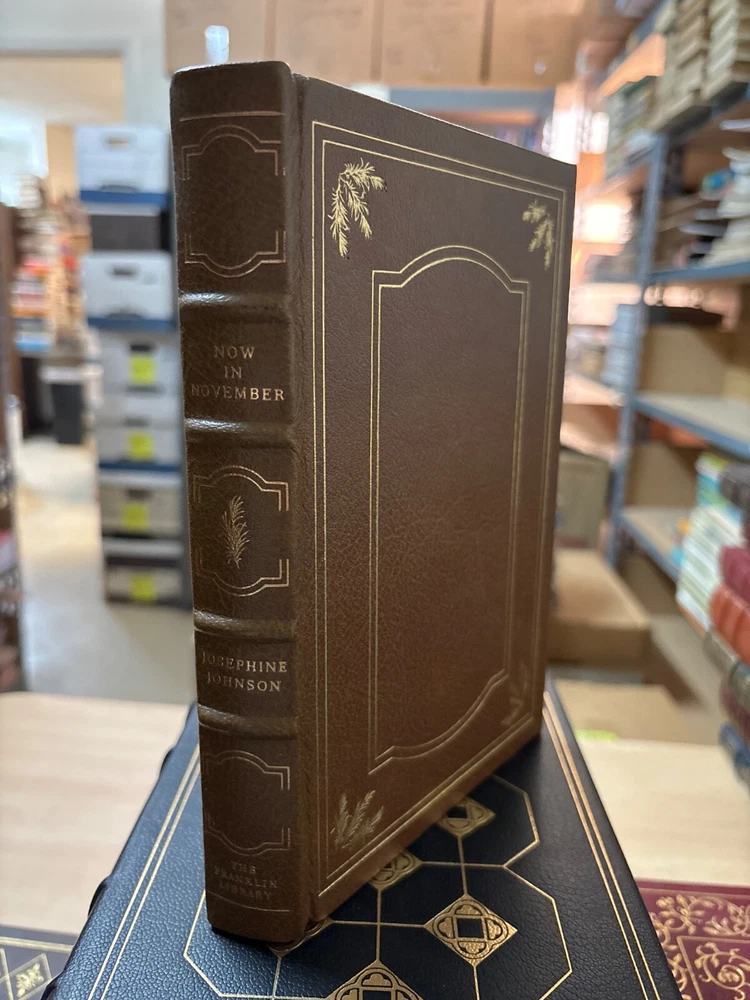 NOW
IN
NOVEMBER
JOSEPHINE
JOHNSON
THE
FRANKLIN
LIBRARY